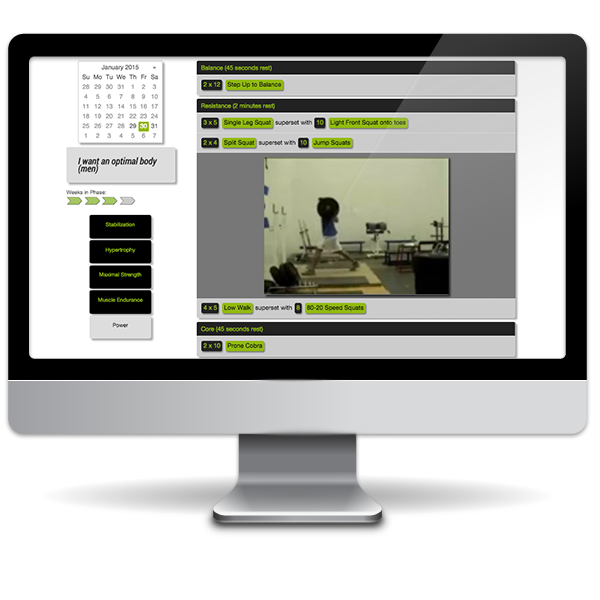 January 2015 »
Su Mo Tu We Th Fr Sa
28 29 30 31 1 2 3
4 5 6 7 8 9 10
11 12 13 14 15 16 17
18 19 20 21 22 23 24
25 26 27 28 29 30 31
1 2 3 4 5 6 7
I want an optimal body
(men)
Weeks in Phase:
Stabilization
Hypertrophy
Maximal Strength
Muscle Endurance
Power
Balance (45 seconds rest)
2 x 12 Step Up to Balance
Resistance (2 minutes rest)
3 x 5 Single Leg Squat superset with 10 Light Front Squat onto toes
2 x 4 Split Squat superset with 10 Jump Squats
4 x 5 Low Walk superset with 8 80-20 Speed Squats
Core (45 seconds rest)
2 x 10 Prone Cobra